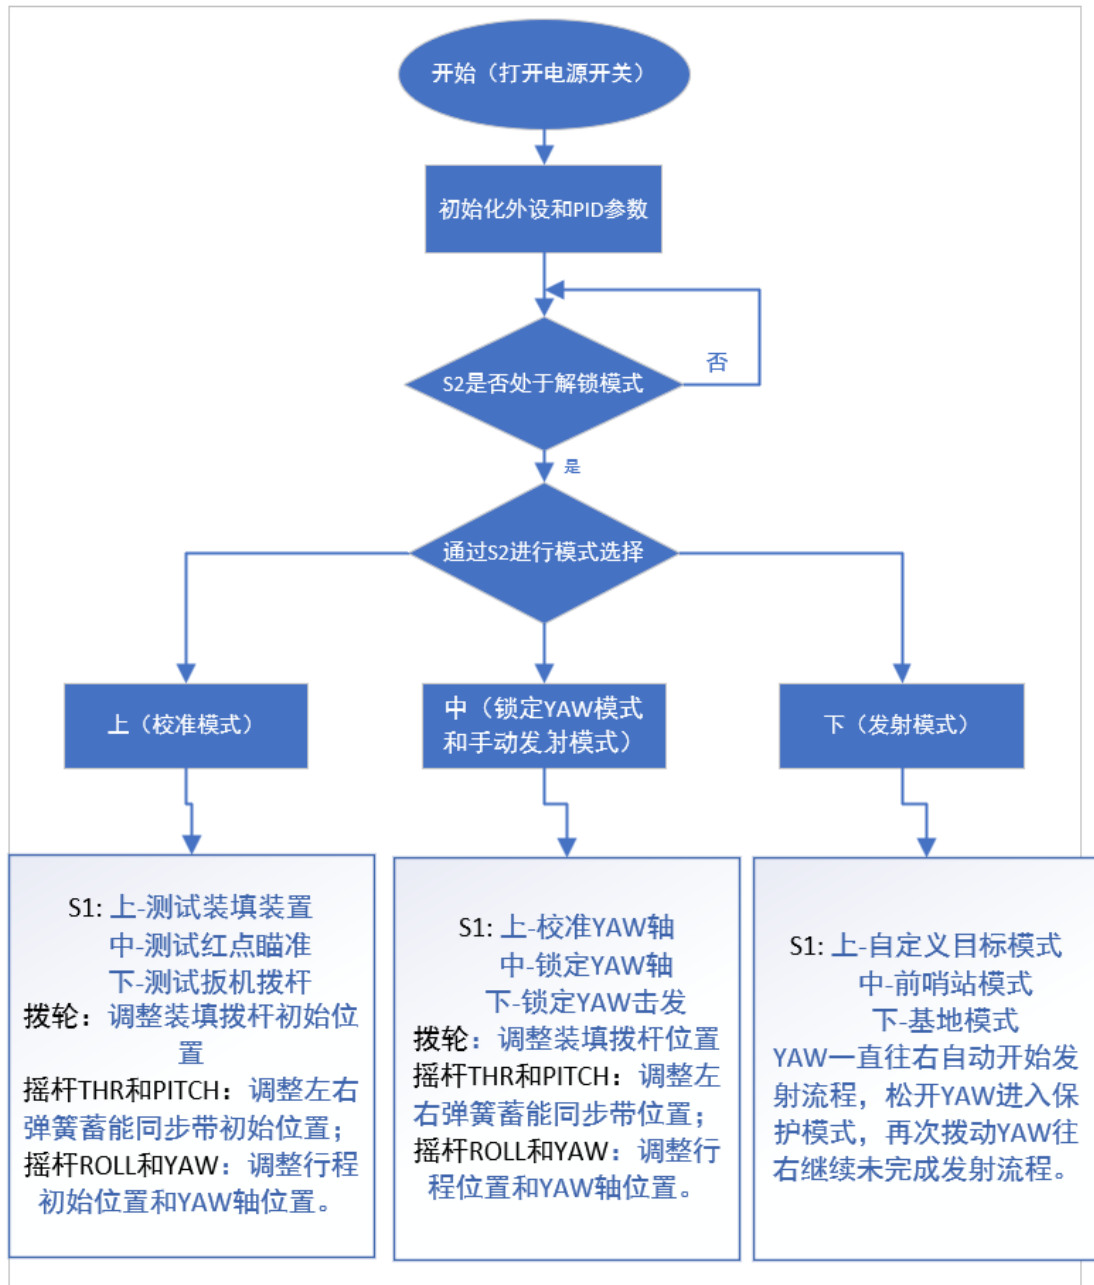 开始（打开电源开关）
初始化外设和PID参数
S2是否处于解锁模式
否
是
通过S2进行模式选择
上（校准模式）
中（锁定YAW模式
和手动发射模式）
下（发射模式）
S1: 上-测试装填装置
中-测试红点瞄准
下-测试扳机拨杆
拨轮：调整装填拨杆初始位
置
摇杆THR和PITCH：调整左右
弹簧蓄能同步带初始位置；
摇杆ROLL和YAW：调整行程
初始位置和YAW轴位置。
S1: 上-校准YAW轴
中-锁定YAW轴
下-锁定YAW击发
拨轮：调整装填拨杆位置
摇杆THR和PITCH：调整左
右弹簧蓄能同步带位置；
摇杆ROLL和YAW：调整行
程位置和YAW轴位置。
S1: 上-自定义目标模式
中-前哨站模式
下-基地模式
YAW一直往右自动开始发
射流程，松开YAW进入保
护模式，再次拨动YAW往
右继续未完成发射流程。